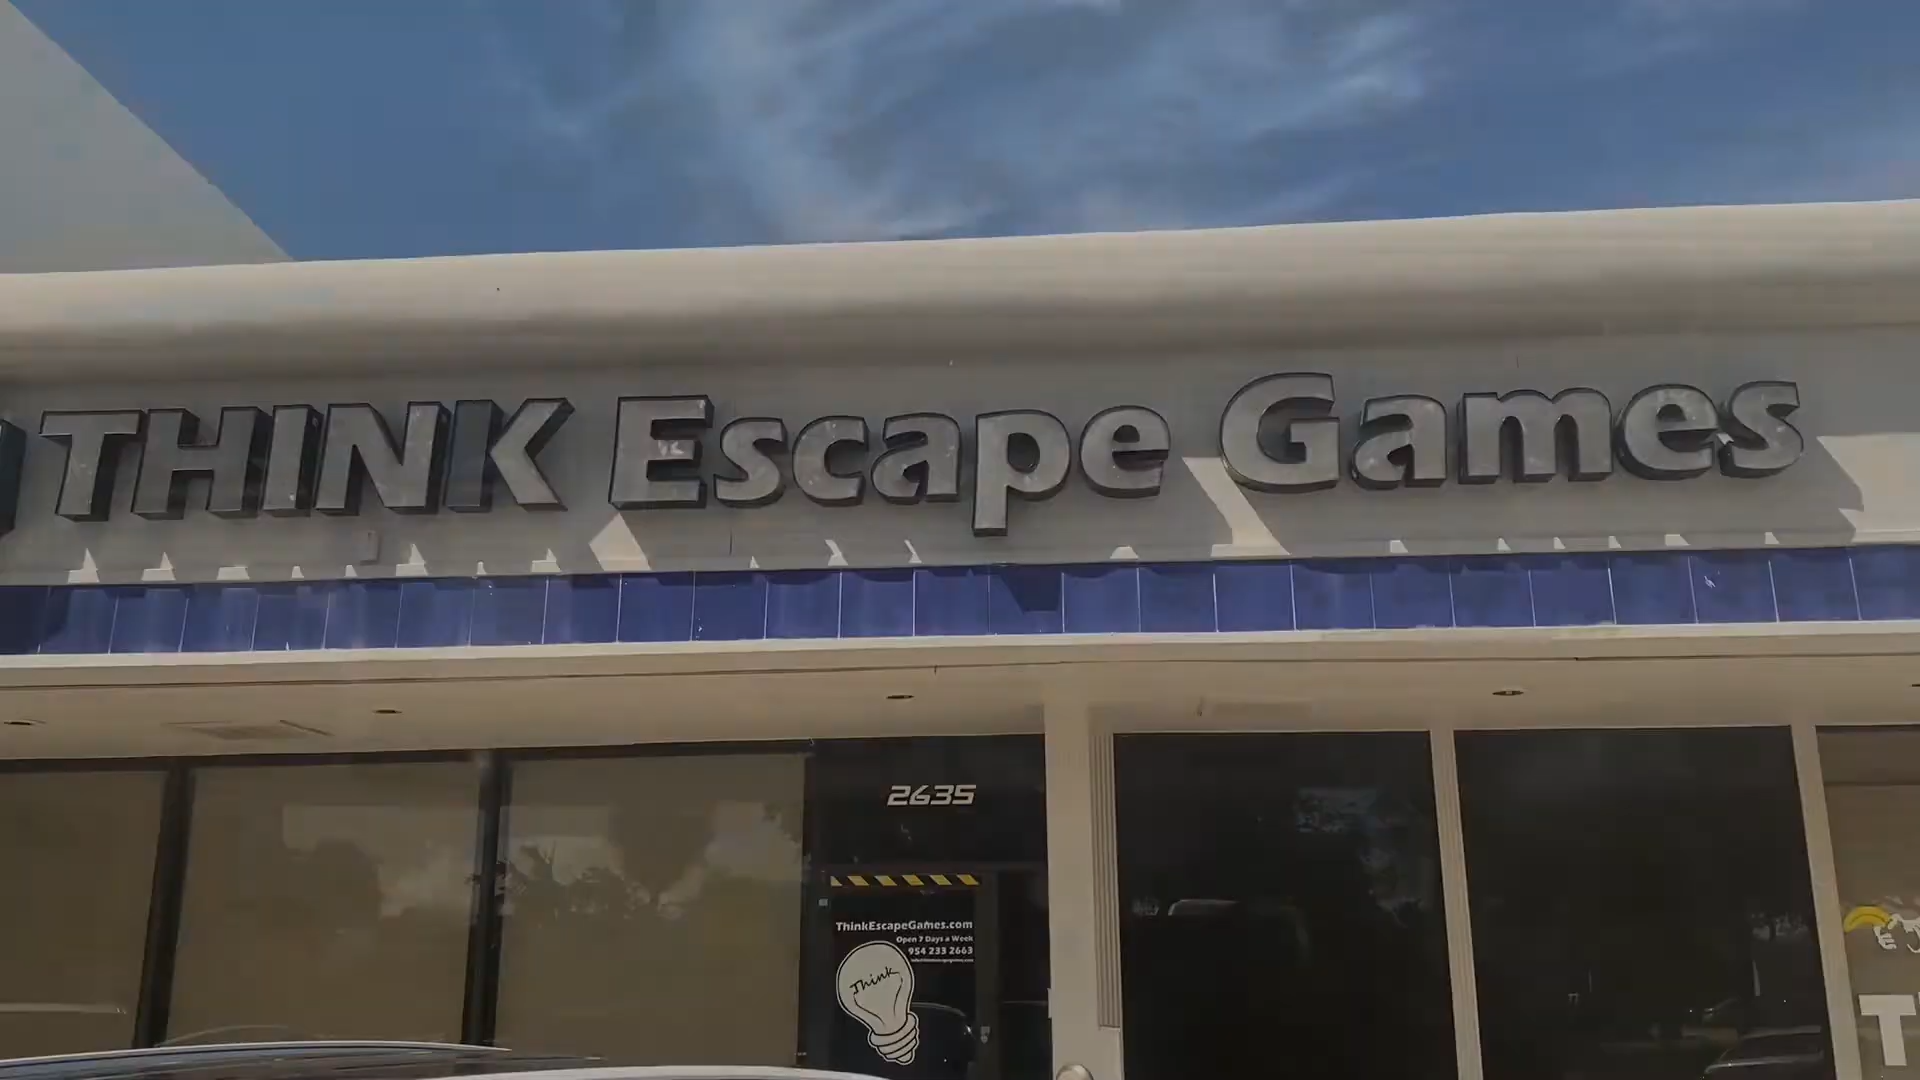 THINK Escape Games
2635
ThinkEscapeGames.com
Open 7 Days a Week
954 233 2663
Think
T